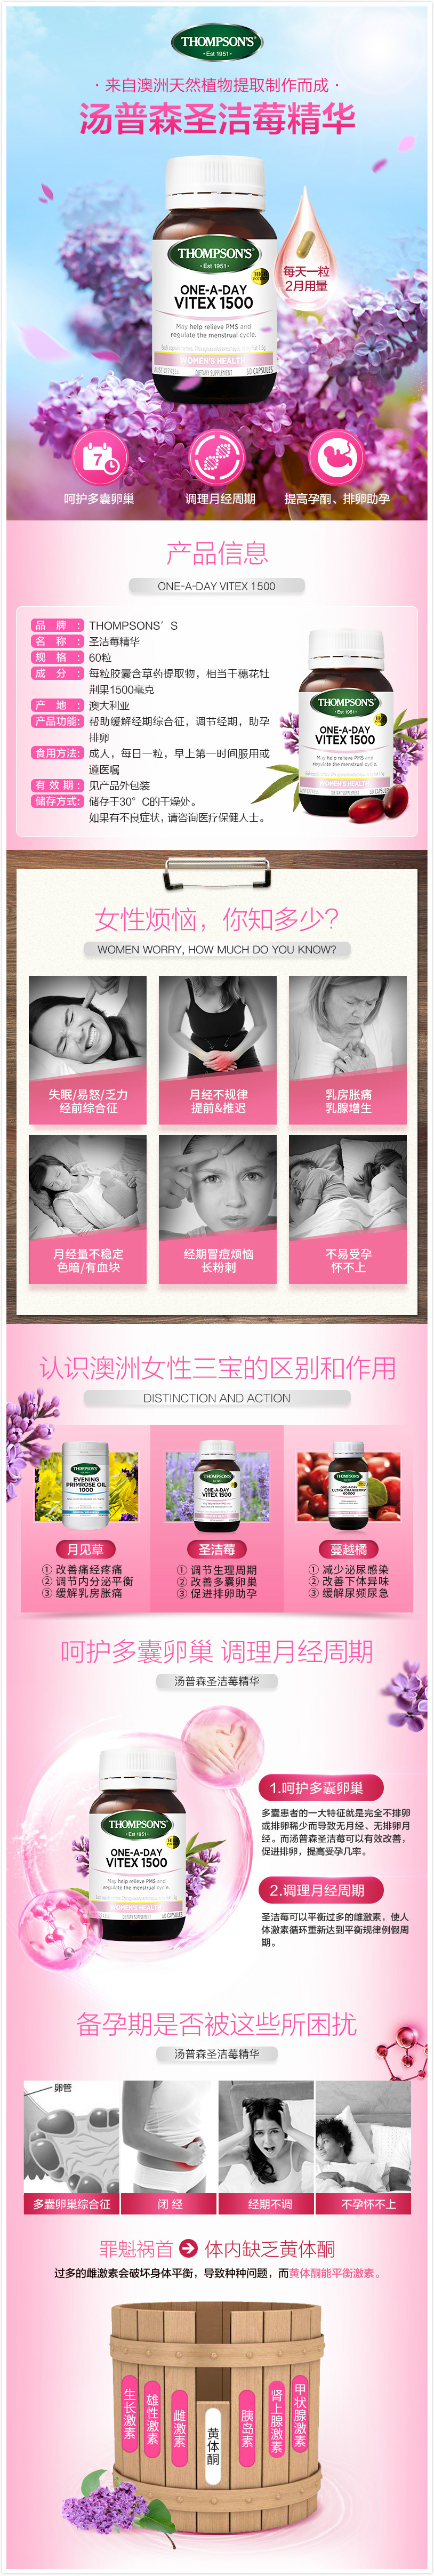 THOMPSON'S
• Est 1951 •
· 来自澳洲天然植物提取制作而成 ·
汤普森圣洁莓精华
THOMPSON'S
• Est 1951 •
ONE-A-DAY
VITEX 1500
May help relieve PMS and
regulate the menstrual cycle.
WOMEN'S HEALTH
DIETARY SUPPLEMENT
60 CAPSULES
每天一粒
2月用量
7
呵护多囊卵巢
调理月经周期
提高孕酮、排卵助孕
产品信息
ONE-A-DAY VITEX 1500
品 牌 : THOMPSONS' S
名 称 : 圣洁莓精华
规 格 : 60粒
成 分 : 每粒胶囊含草药提取物，相当于穗花牡
荆果1500毫克
产 地 : 澳大利亚
产品功能: 帮助缓解经期综合征，调节经期，助孕
排卵
食用方法: 成人，每日一粒，早上第一时间服用或
遵医嘱
有 效 期 : 见产品外包装
储存方式: 储存于30° C的干燥处。
如果有不良症状，请咨询医疗保健人士。
THOMPSON'S
• Est 1951 •
ONE-A-DAY
VITEX 1500
May help relieve PMS and
regulate the menstrual cycle.
WOMEN'S HEALTH
女性烦恼，你知多少?
WOMEN WORRY, HOW MUCH DO YOU KNOW?
失眠/易怒/乏力
经前综合征
月经不规律
提前&推迟
乳房胀痛
乳腺增生
月经量不稳定
色暗/有血块
经期冒痘烦恼
长粉刺
不易受孕
怀不上
认识澳洲女性三宝的区别和作用
DISTINCTION AND ACTION
THOMPSON'S
EVENING
PRIMROSE OIL
1000
THOMPSON'S
ONE-A-DAY
VITEX 1500
THOMPSON'S
ONE-A-DAY
ULTRA CRANBERRY
60000
月见草
① 改善痛经疼痛
② 调节内分泌平衡
③ 缓解乳房胀痛
圣洁莓
① 调节生理周期
② 改善多囊卵巢
③ 促进排卵助孕
蔓越橘
① 减少泌尿感染
② 改善下体异味
③ 缓解尿频尿急
呵护多囊卵巢 调理月经周期
汤普森圣洁莓精华
THOMPSON'S
• Est 1951 •
ONE-A-DAY
VITEX 1500
May help relieve PMS and
regulate the menstrual cycle.
WOMEN'S HEALTH
DIETARY SUPPLEMENT
60 CAPSULES
1.呵护多囊卵巢
多囊患者的一大特征就是完全不排卵
或排卵稀少而导致无月经、无排卵月
经。而汤普森圣洁莓可以有效改善，
促进排卵，提高受孕几率。
2.调理月经周期
圣洁莓可以平衡过多的雌激素，使人
体激素循环重新达到平衡规律例假周
期。
备孕期是否被这些所困扰
汤普森圣洁莓精华
卵管
多囊卵巢综合征
闭 经
经期不调
不孕怀不上
罪魁祸首
体内缺乏黄体酮
过多的雌激素会破坏身体平衡，导致种种问题，而黄体酮能平衡激素。
生长激素
雄性激素
雌激素
黄体酮
胰岛素
肾上腺激素
甲状腺激素